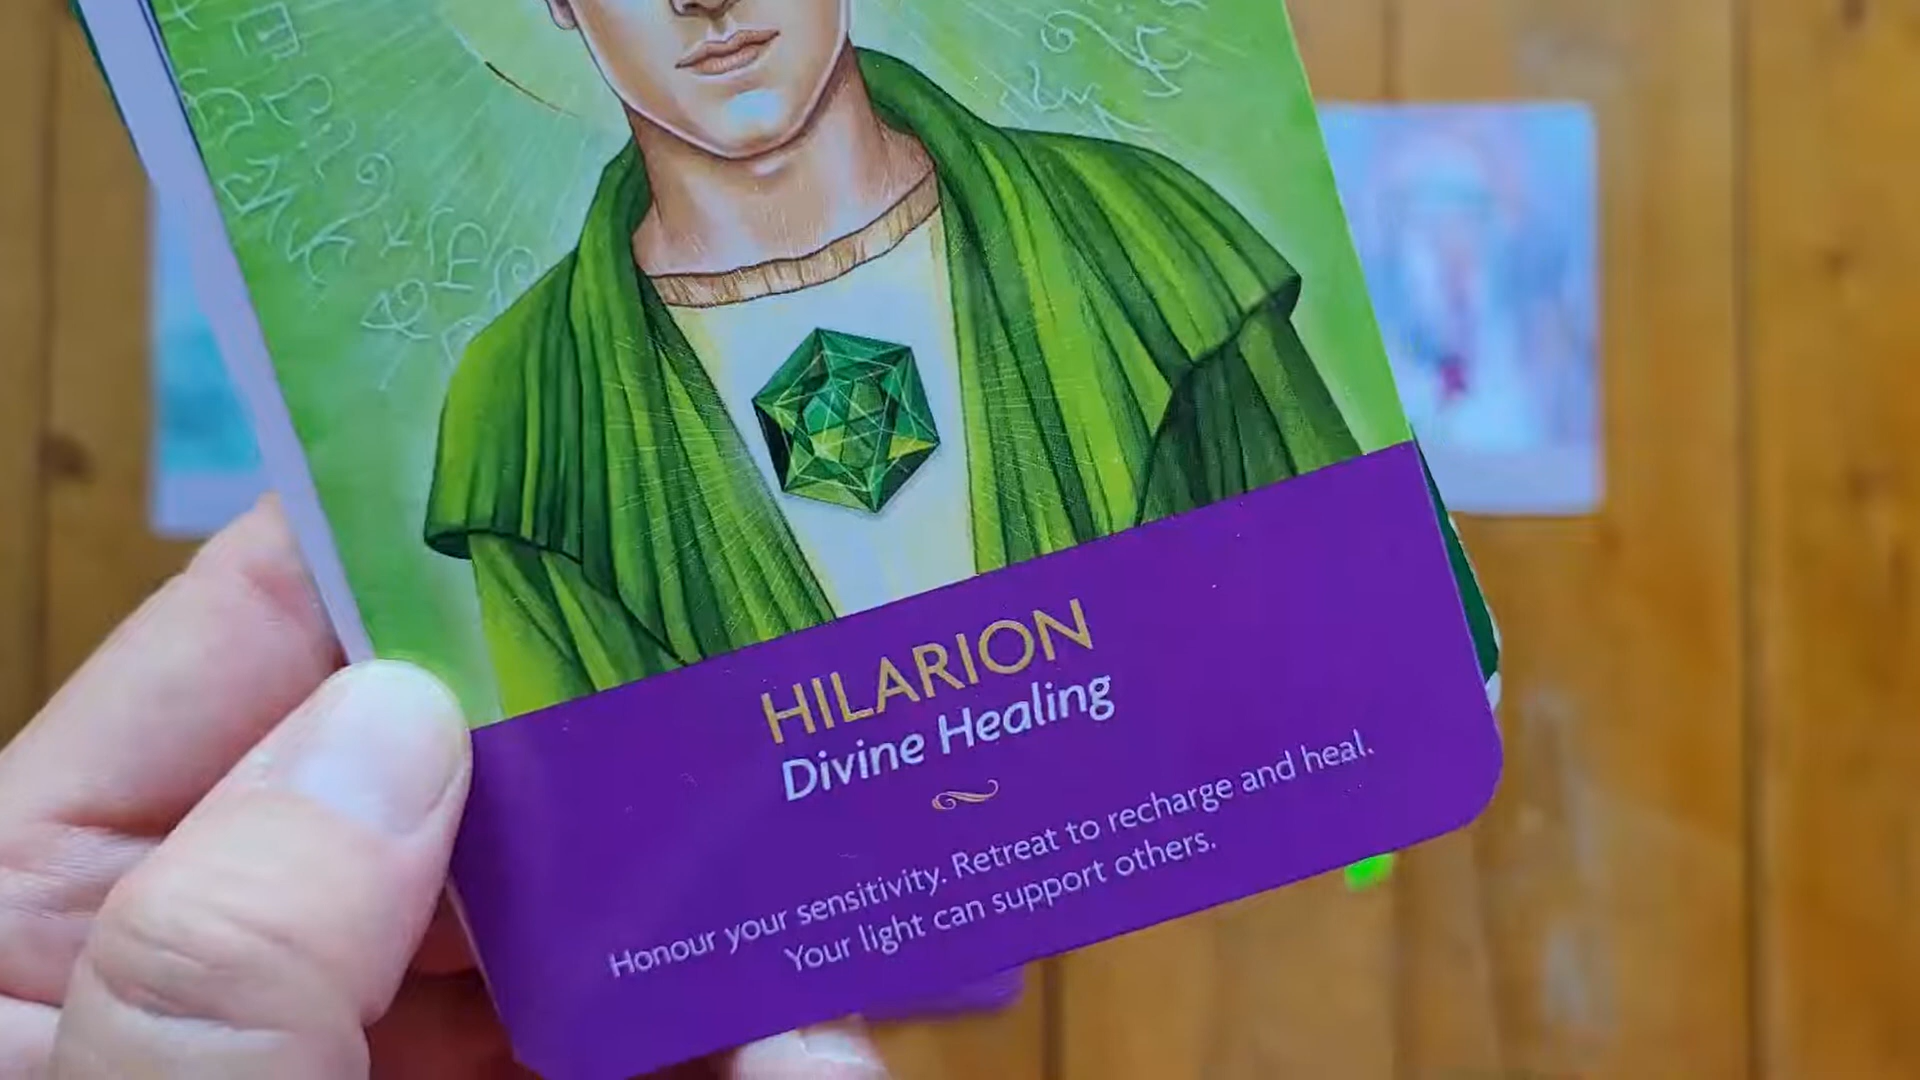 HILARION
Divine Healing
Honour your sensitivity. Retreat to recharge and heal.
Your light can support others.